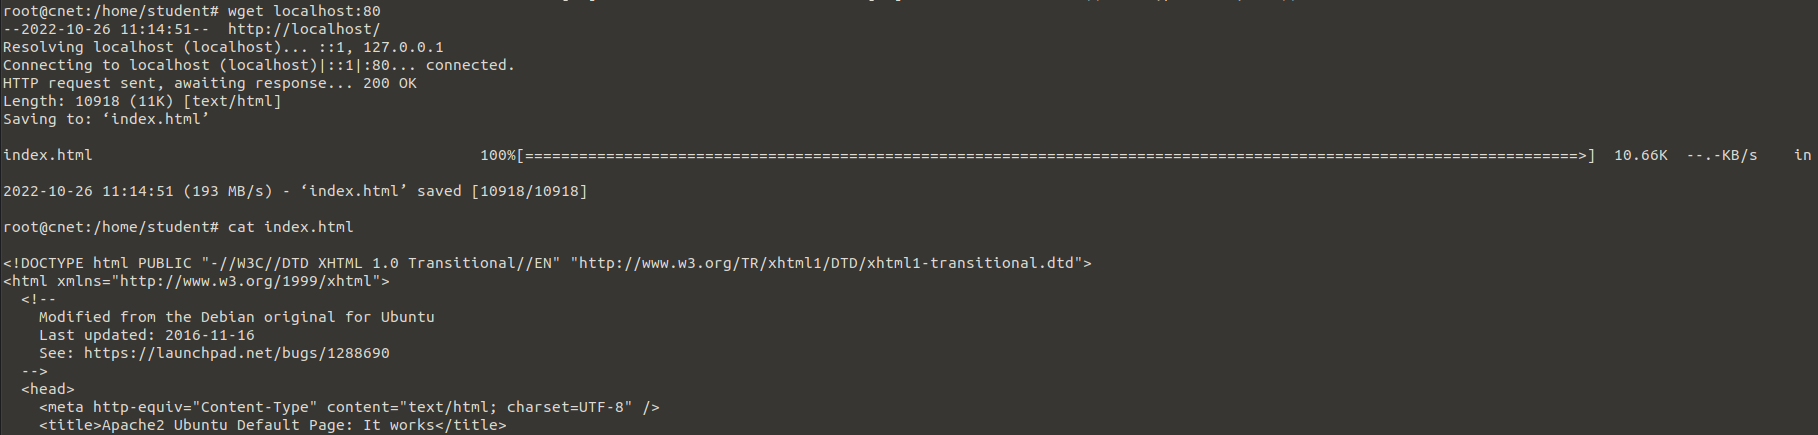 root@cnet:/home/student# wget localhost:80
--2022-10-26 11:14:51--  http://localhost/
Resolving localhost (localhost)... ::1, 127.0.0.1
Connecting to localhost (localhost)|::1|:80... connected.
HTTP request sent, awaiting response... 200 OK
Length: 10918 (11K) [text/html]
Saving to: ‘index.html’
index.html 100%[=====================================================================================================================>] 10.66K --.-KB/s in
2022-10-26 11:14:51 (193 MB/s) - ‘index.html’ saved [10918/10918]
root@cnet:/home/student# cat index.html
<!DOCTYPE html PUBLIC "-//W3C//DTD XHTML 1.0 Transitional//EN" "http://www.w3.org/TR/xhtml1/DTD/xhtml1-transitional.dtd">
<html xmlns="http://www.w3.org/1999/xhtml">
  <!--
    Modified from the Debian original for Ubuntu
    Last updated: 2016-11-16
    See: https://launchpad.net/bugs/1288690
  -->
  <head>
    <meta http-equiv="Content-Type" content="text/html; charset=UTF-8" />
    <title>Apache2 Ubuntu Default Page: It works</title>